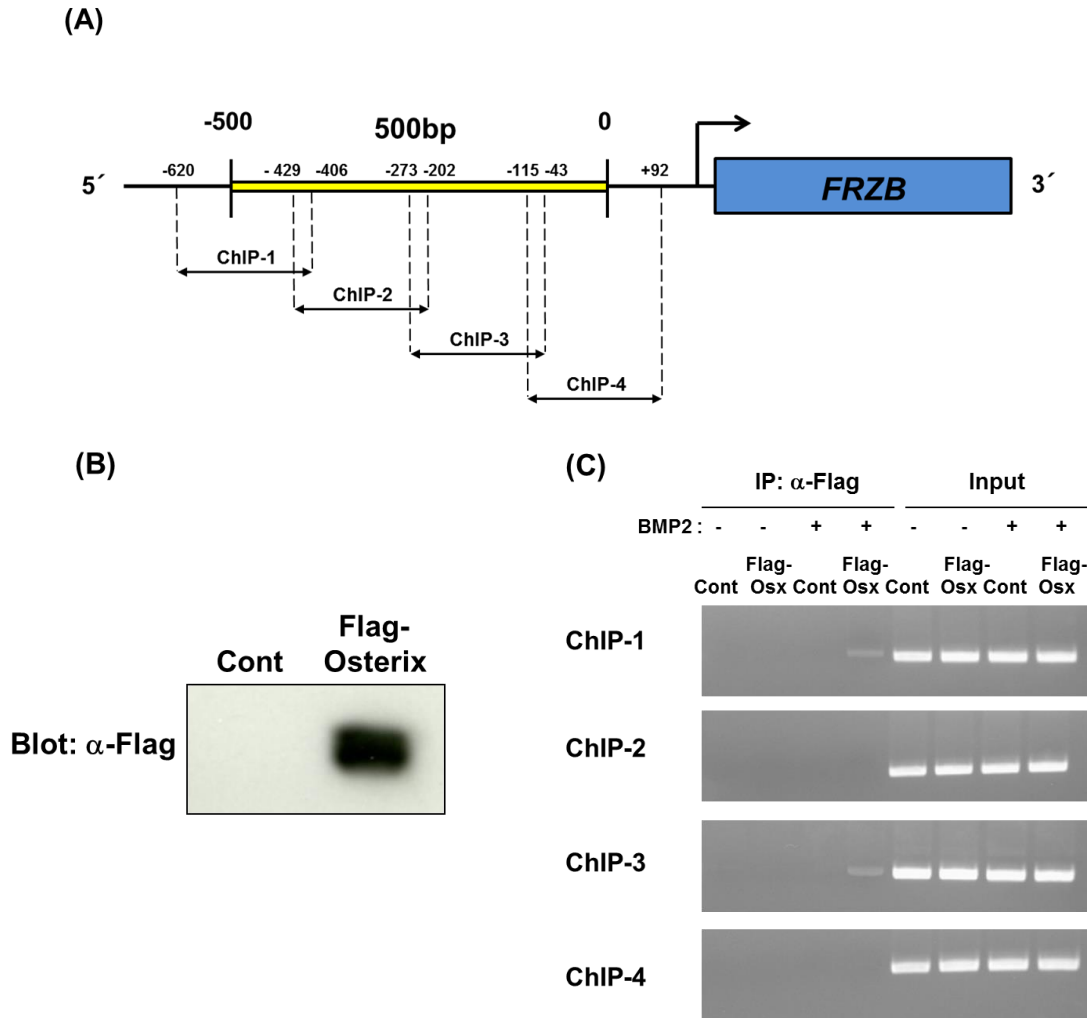 (A)
-500 500bp 0
-620 - 429 -406 -273 -202 -115 -43 +92
5´ FRZB 3´
ChIP-1
ChIP-2
ChIP-3
ChIP-4
(B)
Cont Flag-
Osterix
Blot: α-Flag
(C)
IP: α-Flag Input
BMP2 : - - + + - - + +
Flag- Flag- Flag- Flag-
Cont Osx Cont Osx Cont Osx Cont Osx
ChIP-1
ChIP-2
ChIP-3
ChIP-4